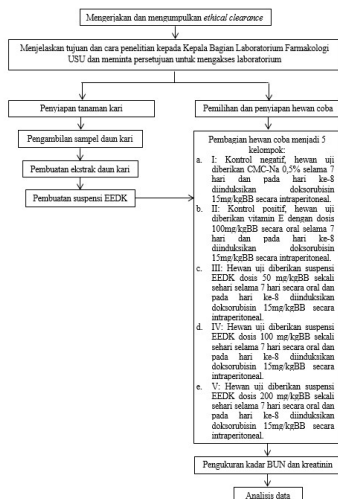 Mengerjakan dan mengumpulkan ethical clearance
Menjelaskan tujuan dan cara penelitian kepada Kepala Bagian Laboratorium Farmakologi
USU dan meminta persetujuan untuk mengakses laboratorium
Penyiapan tanaman kari
Pengambilan sampel daun kari
Pembuatan ekstrak daun kari
Pembuatan suspensi EEDK
Pemilihan dan penyiapan hewan coba
Pembagian hewan coba menjadi 5
kelompok:
a. I: Kontrol negatif, hewan uji
diberikan CMC-Na 0,5% selama 7
hari dan pada hari ke-8
diinduksikan doksorubisin
15mg/kgBB secara intraperitoneal.
b. II: Kontrol positif, hewan uji
diberikan vitamin E dengan dosis
100mg/kgBB secara oral selama 7
hari dan pada hari ke-8
diinduksikan doksorubisin
15mg/kgBB secara intraperitoneal.
c. III: Hewan uji diberikan suspensi
EEDK dosis 50 mg/kgBB sekali
sehari selama 7 hari secara oral dan
pada hari ke-8 diinduksikan
doksorubisin 15mg/kgBB secara
intraperitoneal.
d. IV: Hewan uji diberikan suspensi
EEDK dosis 100 mg/kgBB sekali
sehari selama 7 hari secara oral dan
pada hari ke-8 diinduksikan
doksorubisin 15mg/kgBB secara
intraperitoneal.
e. V: Hewan uji diberikan suspensi
EEDK dosis 200 mg/kgBB sekali
sehari selama 7 hari secara oral dan
pada hari ke-8 diinduksikan
doksorubisin 15mg/kgBB secara
intraperitoneal.
Pengukuran kadar BUN dan kreatinin
Analisis data